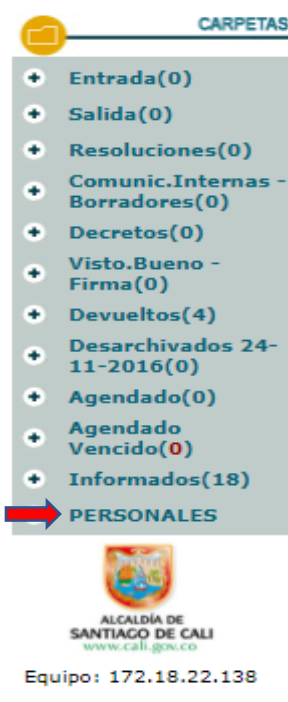 CARPETAS
Entrada(0)
Salida(0)
Resoluciones(0)
Comunic.Internas -
Borradores(0)
Decretos(0)
Visto.Bueno -
Firma(0)
Devueltos(4)
Desarchivados 24-
11-2016(0)
Agendado(0)
Agendado
Vencido(0)
Informados(18)
PERSONALES
ALCALDÍA DE
SANTIAGO DE CALI
www.cali.gov.co
Equipo: 172.18.22.138